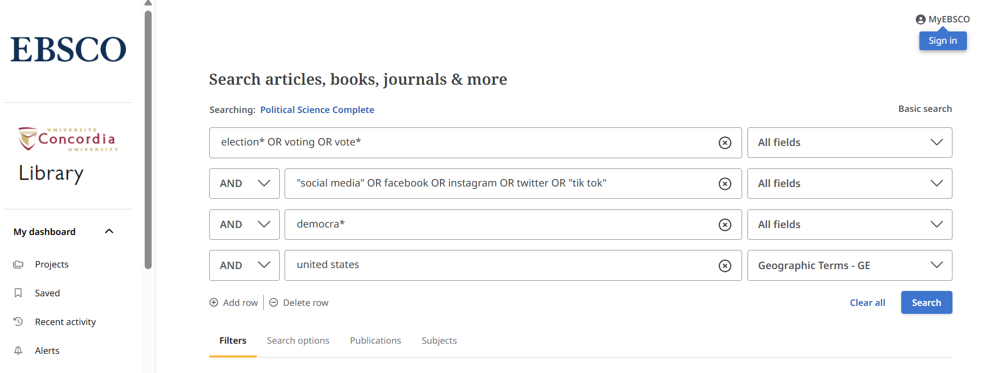 MyEBSCO
Sign in
EBSCO
UNIVERSITÉ
Concordia
UNIVERSITY
Library
My dashboard
Projects
Saved
Recent activity
Alerts
Search articles, books, journals & more
Searching: Political Science Complete
Basic search
election* OR voting OR vote* All fields
AND "social media" OR facebook OR instagram OR twitter OR "tik tok" All fields
AND democra* All fields
AND united states Geographic Terms - GE
Add row Delete row Clear all Search
Filters Search options Publications Subjects